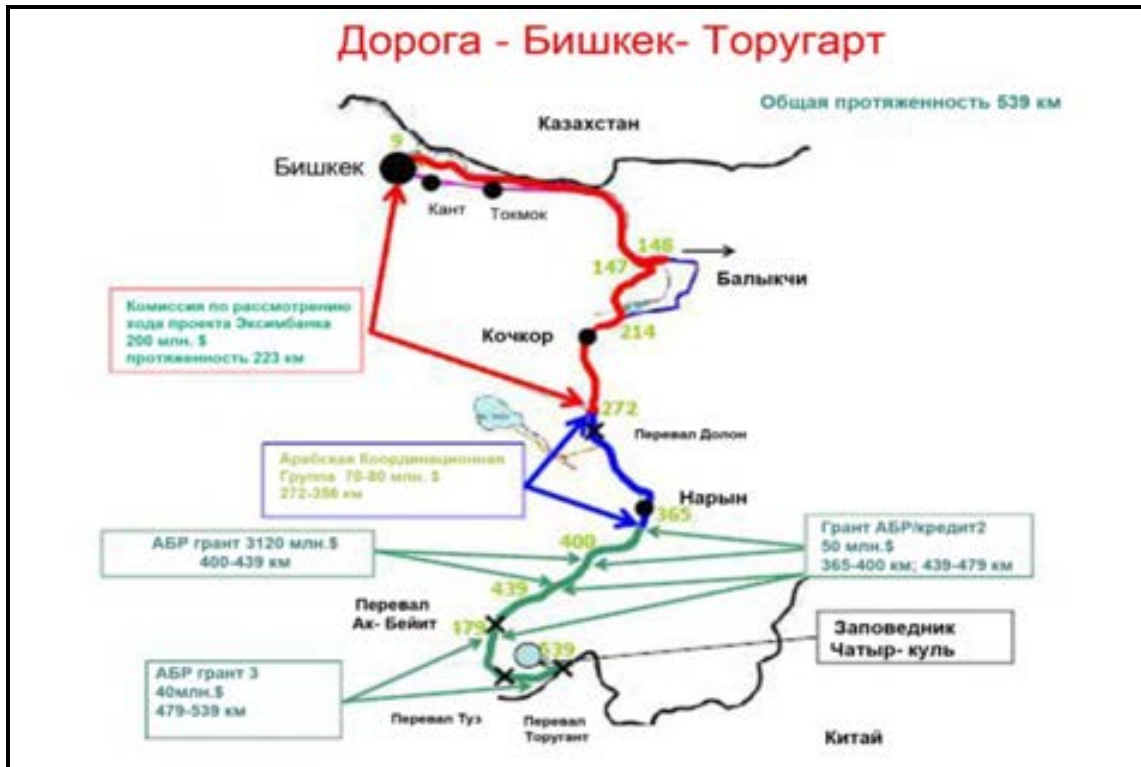 Дорога - Бишкек- Торугарт
Общая протяженность 539 км
Казахстан
9
Бишкек
Кант
Токмок
148
147
Балыкчи
Комиссия по рассмотрению
хода проекта Эксимбанка
200 млн. $
протяженность 223 км
214
Кочкор
272
Перевал Долон
Арабская Координационная
Группа 70-80 млн. $
272-356 км
Нарын
365
АБР грант 3120 млн.$
400-439 км
400
Грант АБР/кредит2
50 млн.$
365-400 км; 439-479 км
439
Перевал
Ак- Бейит
479
539
Заповедник
Чатыр- куль
АБР грант 3
40млн.$
479-539 км
Перевал Туз
Перевал
Торугант
Китай